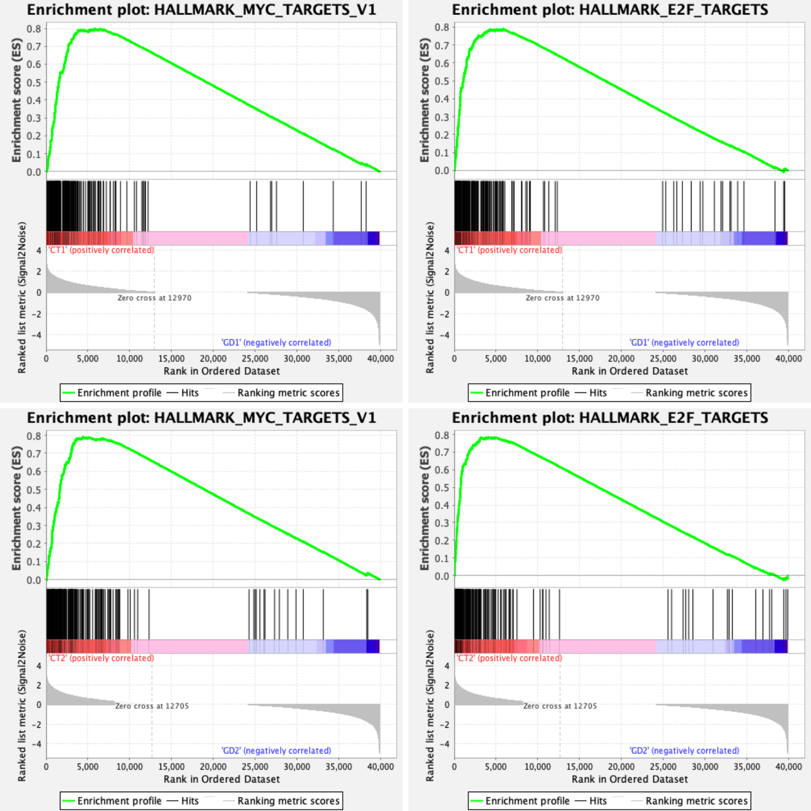 Enrichment plot: HALLMARK_MYC_TARGETS_V1
Enrichment score (ES)
0.8
0.7
0.6
0.5
0.4
0.3
0.2
0.1
0.0
Ranked list metric (Signal2Noise)
'CT1' (positively correlated)
4
2
0
-2
-4
Zero cross at 12970
'GD1' (negatively correlated)
0 5,000 10,000 15,000 20,000 25,000 30,000 35,000 40,000
Rank in Ordered Dataset
Enrichment profile Hits Ranking metric scores
Enrichment plot: HALLMARK_E2F_TARGETS
Enrichment score (ES)
0.8
0.7
0.6
0.5
0.4
0.3
0.2
0.1
0.0
Ranked list metric (Signal2Noise)
'CT1' (positively correlated)
4
2
0
-2
-4
Zero cross at 12970
'GD1' (negatively correlated)
0 5,000 10,000 15,000 20,000 25,000 30,000 35,000 40,000
Rank in Ordered Dataset
Enrichment profile Hits Ranking metric scores
Enrichment plot: HALLMARK_MYC_TARGETS_V1
Enrichment score (ES)
0.8
0.7
0.6
0.5
0.4
0.3
0.2
0.1
0.0
Ranked list metric (Signal2Noise)
'CT2' (positively correlated)
4
2
0
-2
-4
Zero cross at 12705
'GD2' (negatively correlated)
0 5,000 10,000 15,000 20,000 25,000 30,000 35,000 40,000
Rank in Ordered Dataset
Enrichment profile Hits Ranking metric scores
Enrichment plot: HALLMARK_E2F_TARGETS
Enrichment score (ES)
0.8
0.7
0.6
0.5
0.4
0.3
0.2
0.1
0.0
Ranked list metric (Signal2Noise)
'CT2' (positively correlated)
4
2
0
-2
-4
Zero cross at 12705
'GD2' (negatively correlated)
0 5,000 10,000 15,000 20,000 25,000 30,000 35,000 40,000
Rank in Ordered Dataset
Enrichment profile Hits Ranking metric scores